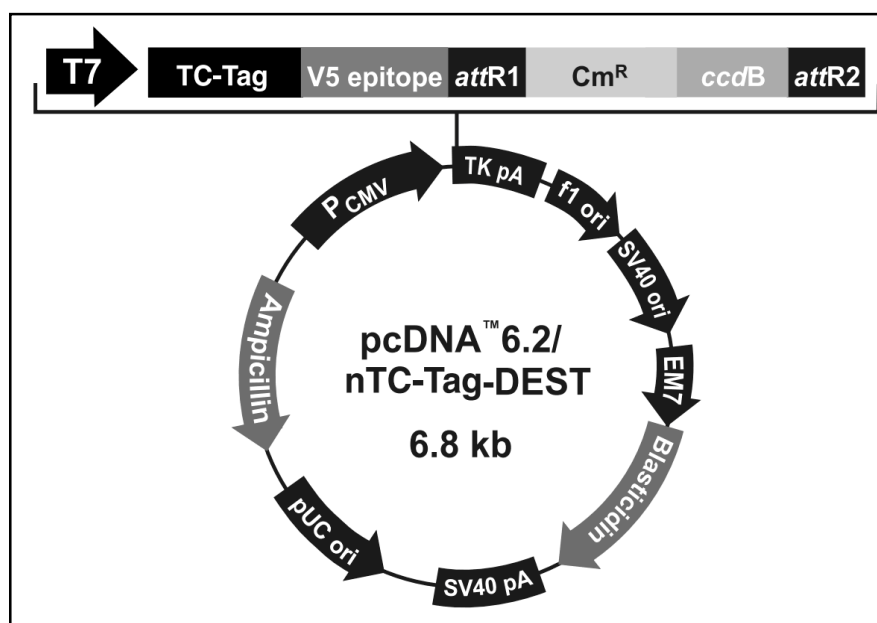 T7 TC-Tag V5 epitope attR1 Cmᴿ ccdB attR2
PCMV
TK pA
f1 ori
SV40 ori
EM7
Blasticidin
SV40 pA
pUC ori
Ampicillin
pcDNA™6.2/
nTC-Tag-DEST
6.8 kb